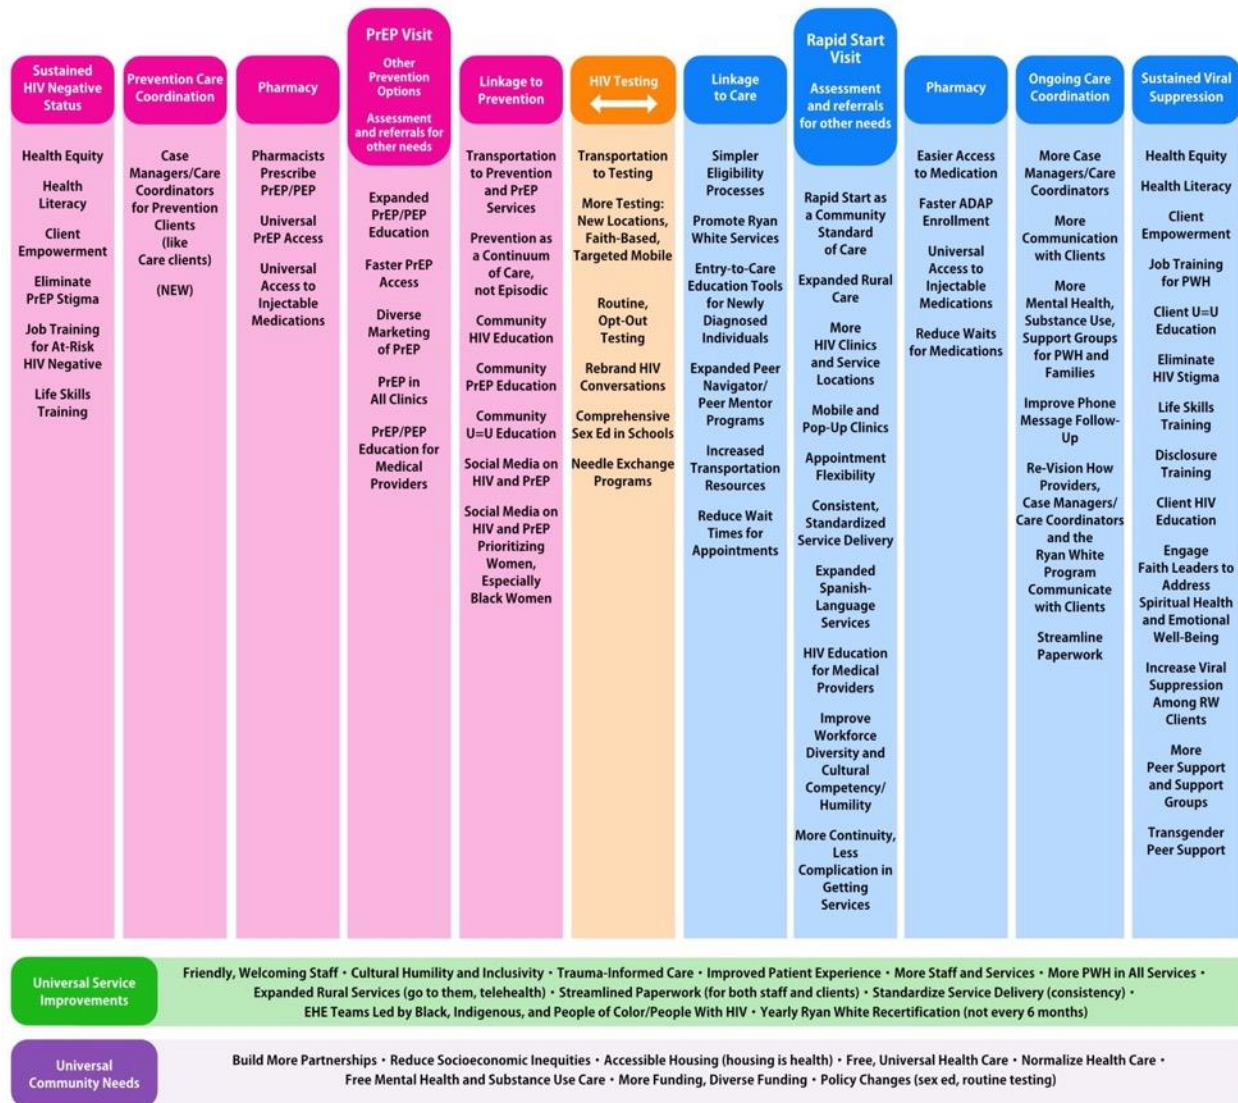 Sustained
HIV Negative
Status
Health Equity
Health
Literacy
Client
Empowerment
Eliminate
PrEP Stigma
Job Training
for At-Risk
HIV Negative
Life Skills
Training
Prevention Care
Coordination
Case
Managers/Care
Coordinators
for Prevention
Clients
(like
Care clients)
(NEW)
Pharmacy
Pharmacists
Prescribe
PrEP/PEP
Universal
PrEP Access
Universal
Access to
Injectable
Medications
PrEP Visit
Other
Prevention
Options
Assessment
and referrals for
other needs
Expanded
PrEP/PEP
Education
Faster PrEP
Access
Diverse
Marketing
of PrEP
PrEP in
All Clinics
PrEP/PEP
Education for
Medical
Providers
Linkage to
Prevention
Transportation
to Prevention
and PrEP
Services
Prevention as
a Continuum
of Care,
not Episodic
Community
HIV Education
Community
PrEP Education
Community
U=U Education
Social Media on
HIV and PrEP
Social Media on
HIV and PrEP
Prioritizing
Women,
Especially
Black Women
HIV Testing
Transportation
to Testing
More Testing:
New Locations,
Faith-Based,
Targeted Mobile
Routine,
Opt-Out
Testing
Rebrand HIV
Conversations
Comprehensive
Sex Ed in Schools
Needle Exchange
Programs
Linkage
to Care
Simpler
Eligibility
Processes
Promote Ryan
White Services
Entry-to-Care
Education Tools
for Newly
Diagnosed
Individuals
Expanded Peer
Navigator/
Peer Mentor
Programs
Increased
Transportation
Resources
Reduce Wait
Times for
Appointments
Rapid Start
Visit
Assessment
and referrals
for other needs
Rapid Start as
a Community
Standard
of Care
Expanded Rural
Care
More
HIV Clinics
and Service
Locations
Mobile and
Pop-Up Clinics
Appointment
Flexibility
Consistent,
Standardized
Service Delivery
Expanded
Spanish-
Language
Services
HIV Education
for Medical
Providers
Improve
Workforce
Diversity and
Cultural
Competency/
Humility
More Continuity,
Less
Complication in
Getting
Services
Pharmacy
Easier Access
to Medication
Faster ADAP
Enrollment
Universal
Access to
Injectable
Medications
Reduce Waits
for Medications
Ongoing Care
Coordination
More Case
Managers/Care
Coordinators
More
Communication
with Clients
More
Mental Health,
Substance Use,
Support Groups
for PWH and
Families
Improve Phone
Message Follow-
Up
Re-Vision How
Providers,
Case Managers/
Care Coordinators
and the
Ryan White
Program
Communicate
with Clients
Streamline
Paperwork
Sustained Viral
Suppression
Health Equity
Health Literacy
Client
Empowerment
Job Training
for PWH
Client U=U
Education
Eliminate
HIV Stigma
Life Skills
Training
Disclosure
Training
Client HIV
Education
Engage
Faith Leaders to
Address
Spiritual Health
and Emotional
Well-Being
Increase Viral
Suppression
Among RW
Clients
More
Peer Support
and Support
Groups
Transgender
Peer Support
Universal Service
Improvements
Friendly, Welcoming Staff • Cultural Humility and Inclusivity • Trauma-Informed Care • Improved Patient Experience • More Staff and Services • More PWH in All Services •
Expanded Rural Services (go to them, telehealth) • Streamlined Paperwork (for both staff and clients) • Standardize Service Delivery (consistency) •
EHE Teams Led by Black, Indigenous, and People of Color/People With HIV • Yearly Ryan White Recertification (not every 6 months)
Universal
Community Needs
Build More Partnerships • Reduce Socioeconomic Inequities • Accessible Housing (housing is health) • Free, Universal Health Care • Normalize Health Care •
Free Mental Health and Substance Use Care • More Funding, Diverse Funding • Policy Changes (sex ed, routine testing)